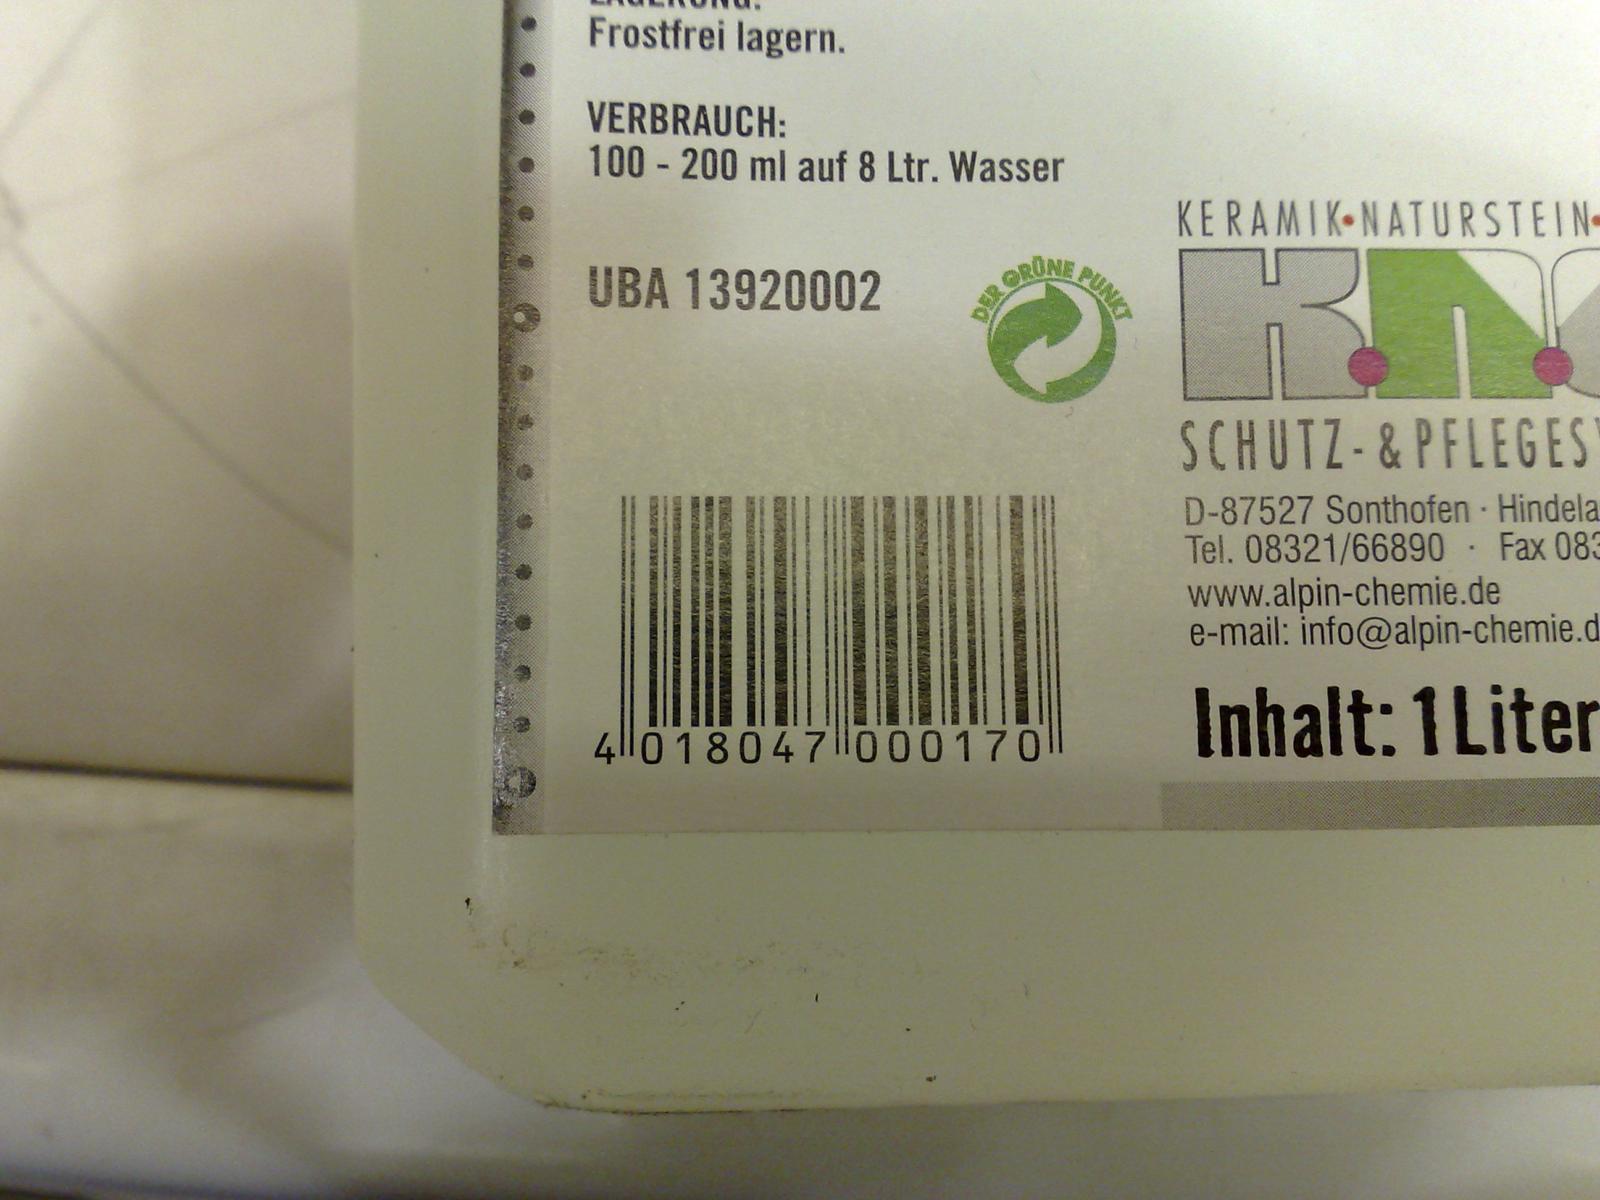 LAGERUNG:
Frostfrei lagern.
VERBRAUCH:
100 - 200 ml auf 8 Ltr. Wasser
UBA 13920002
DER GRÜNE PUNKT
KERAMIK•NATURSTEIN•
K.N.
SCHUTZ-&PFLEGES
D-87527 Sonthofen · Hindela
Tel. 08321/66890 · Fax 083
www.alpin-chemie.de
e-mail: info@alpin-chemie.d
Inhalt: 1 Liter
4 018047 000170